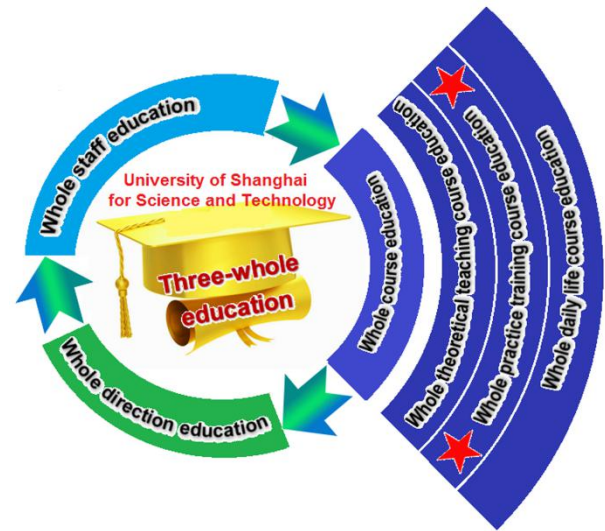 Whole staff education
University of Shanghai
for Science and Technology
Three-whole
education
Whole direction education
Whole course education
Whole theoretical teaching course education
Whole practice training course education
Whole daily life course education